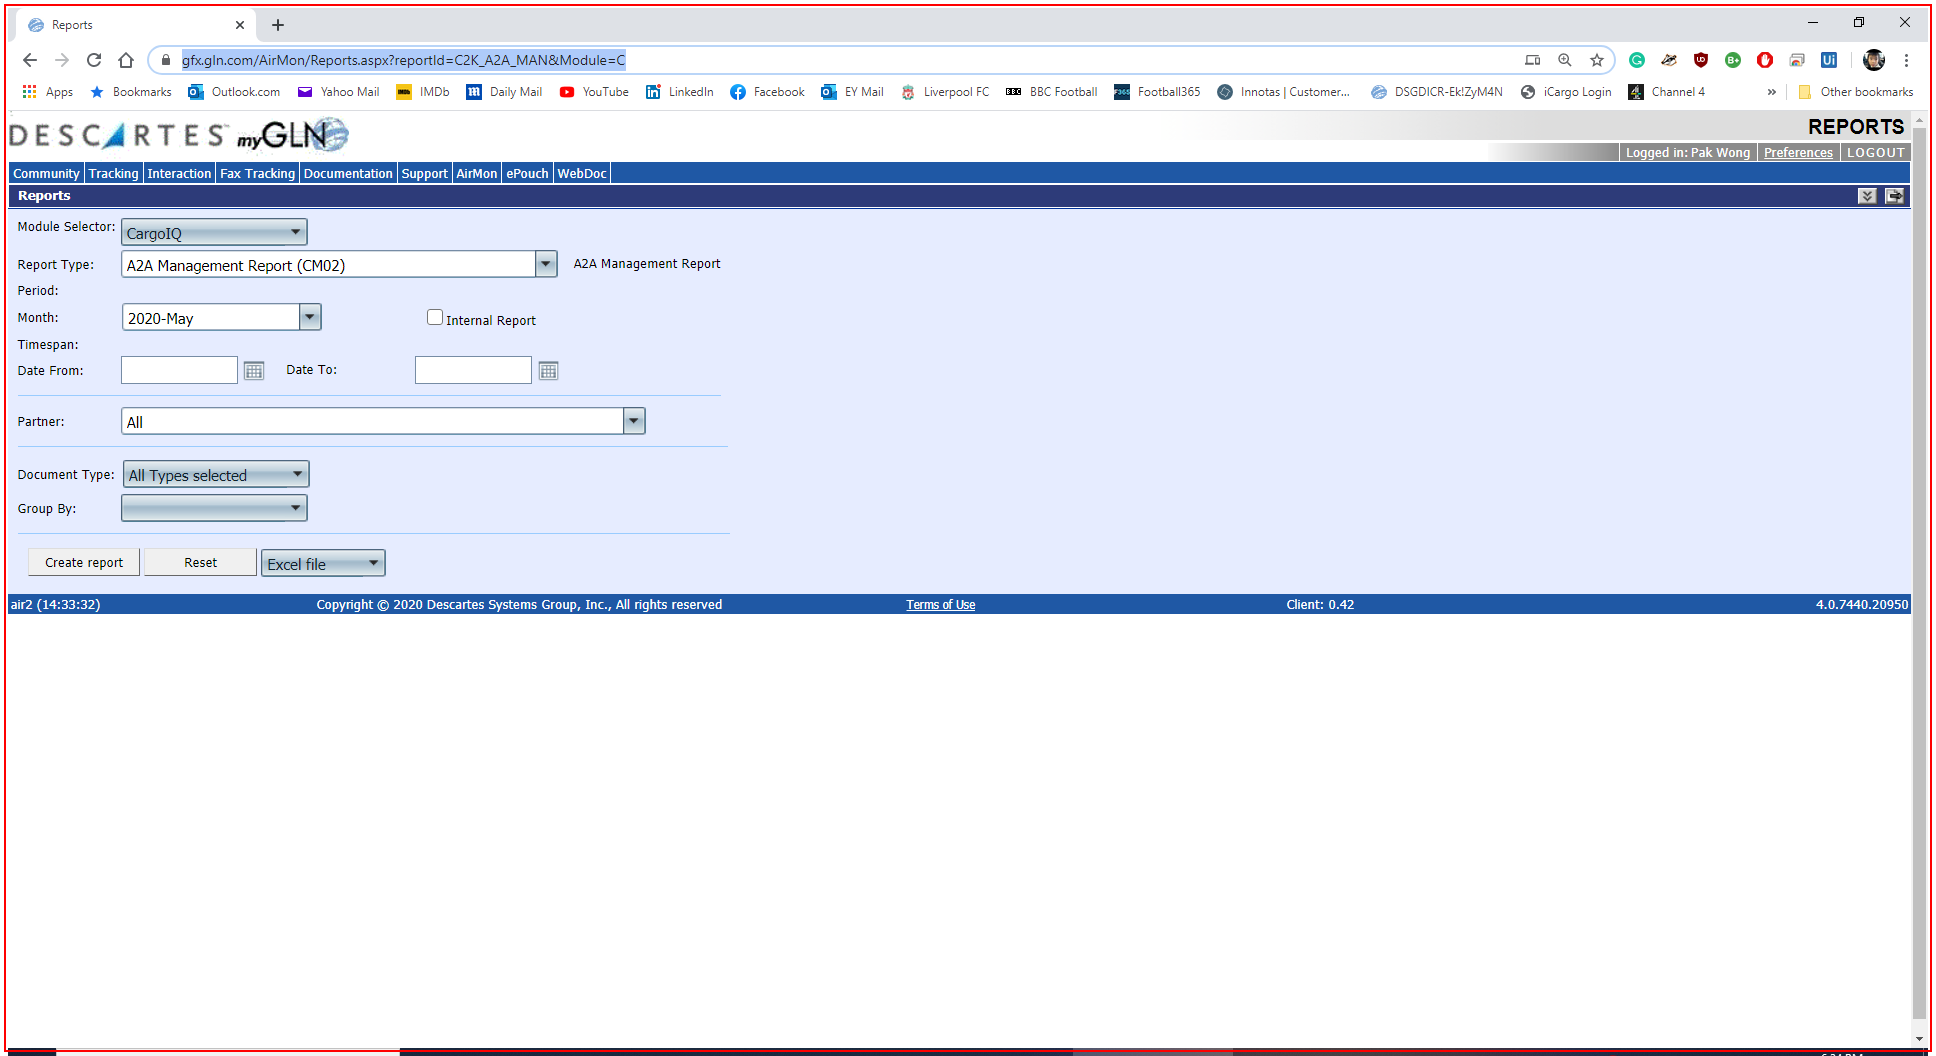 Reports
gfx.gln.com/AirMon/Reports.aspx?reportId=C2K_A2A_MAN&Module=C
Apps Bookmarks Outlook.com Yahoo Mail IMDb Daily Mail YouTube LinkedIn Facebook EY Mail Liverpool FC BBC Football Football365 Innotas | Customer... DSGDICR-Ek!ZyM4N iCargo Login Channel 4 » Other bookmarks
DESCARTES™ myGLN
REPORTS
Logged in: Pak Wong Preferences LOGOUT
Community Tracking Interaction Fax Tracking Documentation Support AirMon ePouch WebDoc
Reports
Module Selector: CargoIQ
Report Type: A2A Management Report (CM02) A2A Management Report
Period:
Month: 2020-May Internal Report
Timespan:
Date From: Date To:
Partner: All
Document Type: All Types selected
Group By:
Create report Reset Excel file
air2 (14:33:32) Copyright © 2020 Descartes Systems Group, Inc., All rights reserved Terms of Use Client: 0.42 4.0.7440.20950